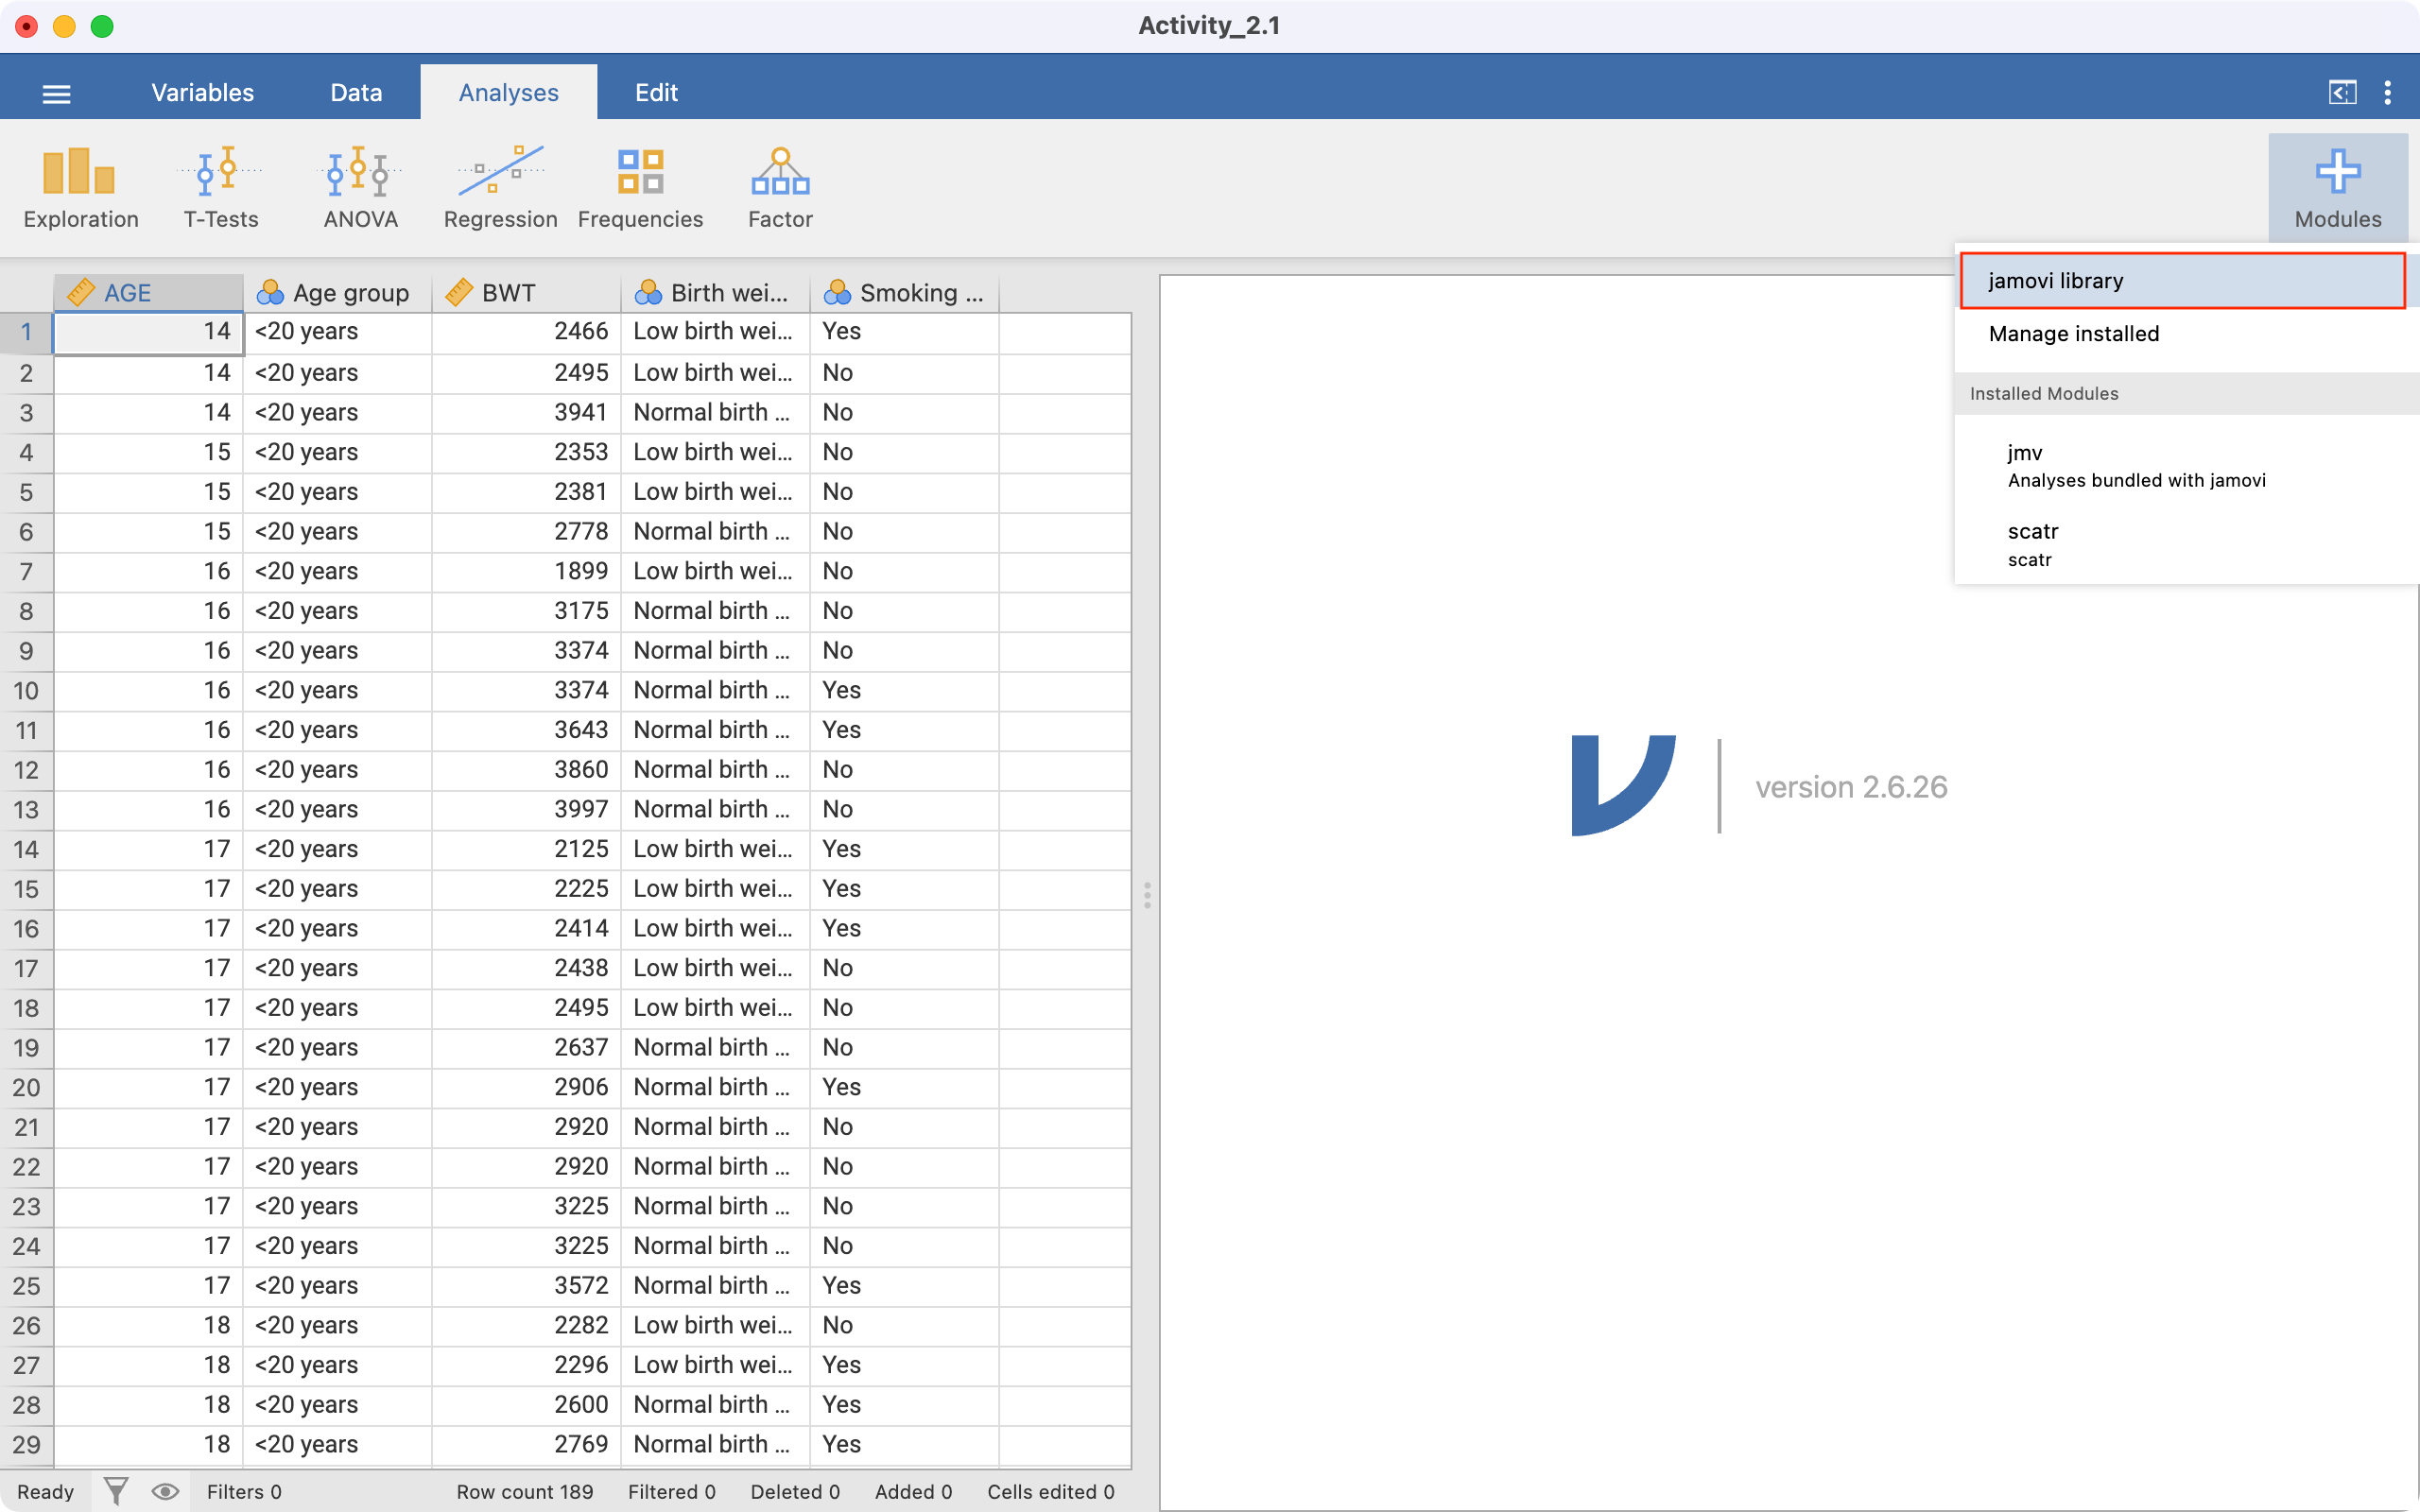 Activity_2.1
Variables Data Analyses Edit
Exploration T-Tests ANOVA Regression Frequencies Factor Modules
jamovi library
Manage installed
Installed Modules
jmv
Analyses bundled with jamovi
scatr
scatr
AGE Age group BWT Birth wei... Smoking ...
1 14 <20 years 2466 Low birth wei... Yes
2 14 <20 years 2495 Low birth wei... No
3 14 <20 years 3941 Normal birth ... No
4 15 <20 years 2353 Low birth wei... No
5 15 <20 years 2381 Low birth wei... No
6 15 <20 years 2778 Normal birth ... No
7 16 <20 years 1899 Low birth wei... No
8 16 <20 years 3175 Normal birth ... No
9 16 <20 years 3374 Normal birth ... No
10 16 <20 years 3374 Normal birth ... Yes
11 16 <20 years 3643 Normal birth ... Yes
12 16 <20 years 3860 Normal birth ... No
13 16 <20 years 3997 Normal birth ... No
14 17 <20 years 2125 Low birth wei... Yes
15 17 <20 years 2225 Low birth wei... Yes
16 17 <20 years 2414 Low birth wei... Yes
17 17 <20 years 2438 Low birth wei... No
18 17 <20 years 2495 Low birth wei... No
19 17 <20 years 2637 Normal birth ... No
20 17 <20 years 2906 Normal birth ... Yes
21 17 <20 years 2920 Normal birth ... No
22 17 <20 years 2920 Normal birth ... No
23 17 <20 years 3225 Normal birth ... No
24 17 <20 years 3225 Normal birth ... No
25 17 <20 years 3572 Normal birth ... Yes
26 18 <20 years 2282 Low birth wei... No
27 18 <20 years 2296 Low birth wei... Yes
28 18 <20 years 2600 Normal birth ... Yes
29 18 <20 years 2769 Normal birth ... Yes
version 2.6.26
Ready Filters 0 Row count 189 Filtered 0 Deleted 0 Added 0 Cells edited 0